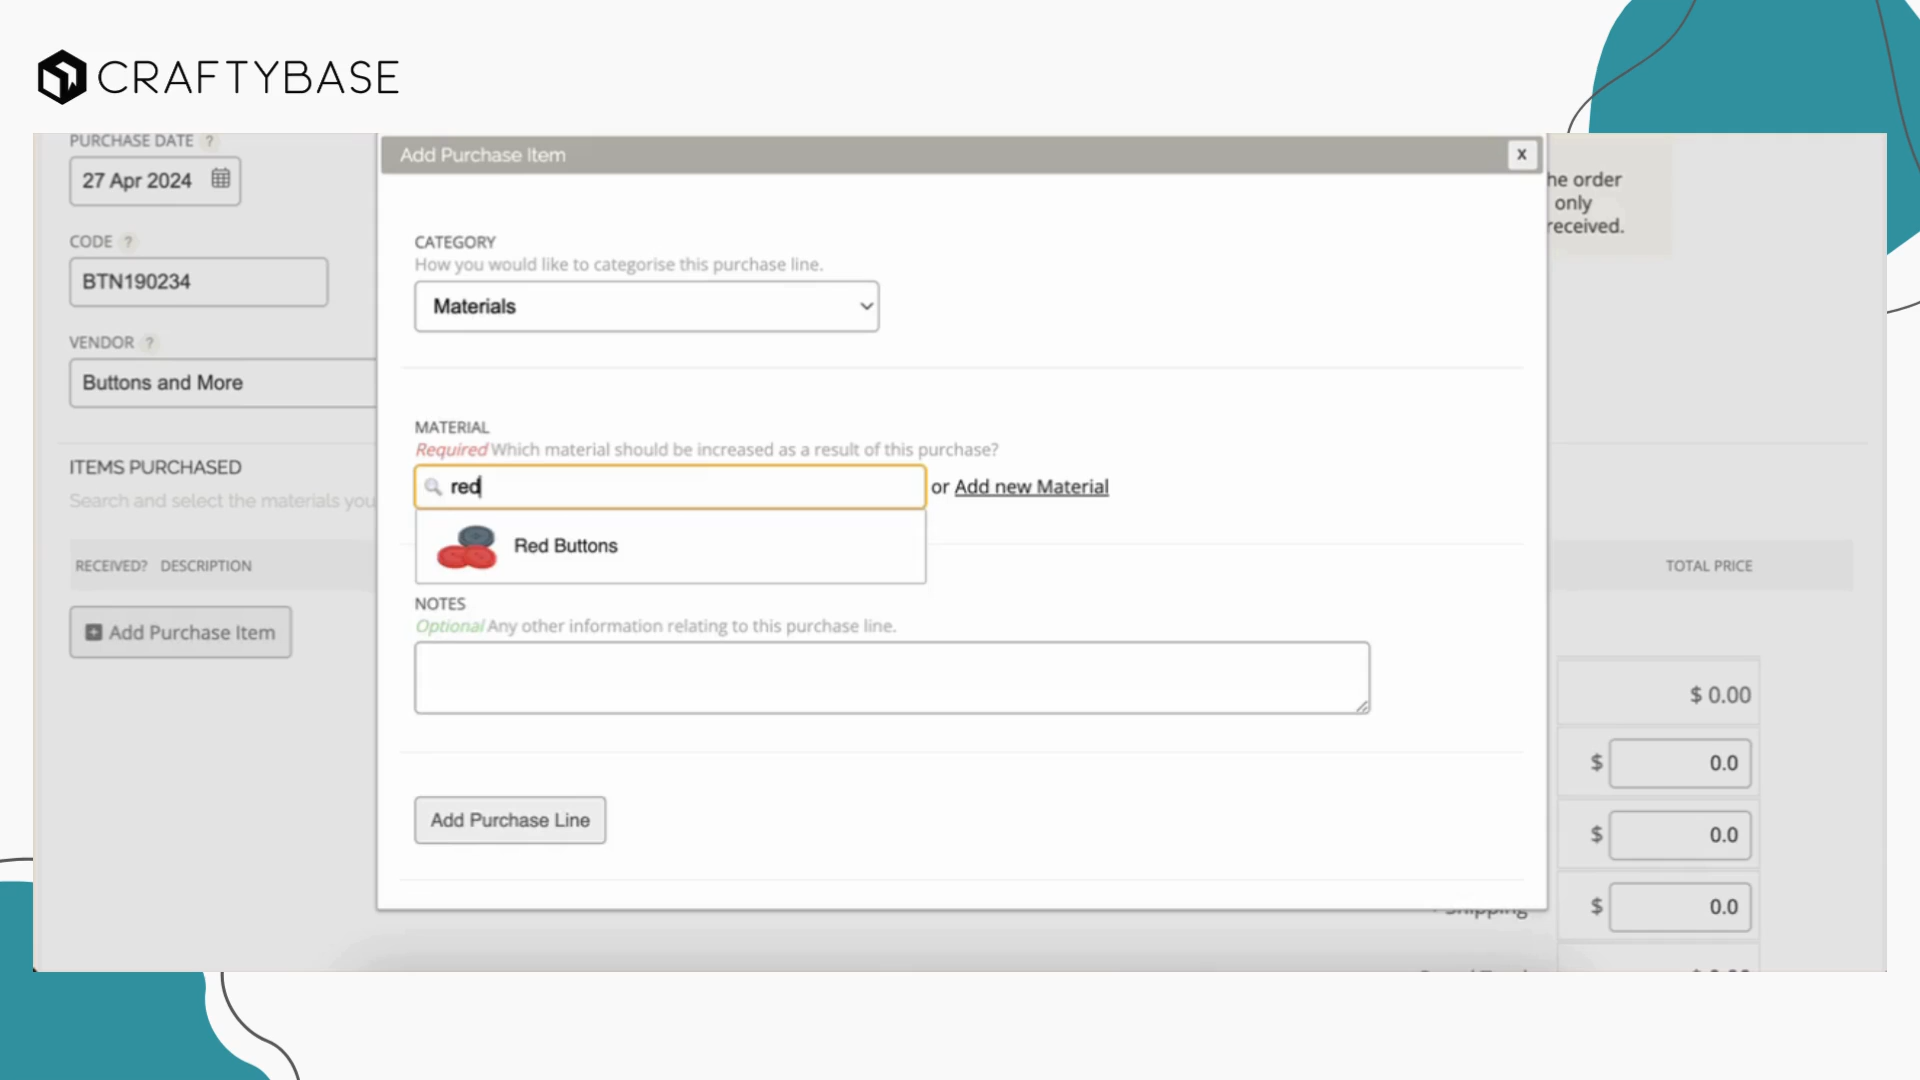 CRAFTYBASE
PURCHASE DATE ?
27 Apr 2024
CODE ?
BTN190234
VENDOR ?
Buttons and More
ITEMS PURCHASED
Search and select the materials you
RECEIVED? DESCRIPTION
Add Purchase Item
Add Purchase Item
X
CATEGORY
How you would like to categorise this purchase line.
Materials
MATERIAL
Required Which material should be increased as a result of this purchase?
red
or Add new Material
Red Buttons
NOTES
Optional Any other information relating to this purchase line.
Add Purchase Line
he order
only
received.
TOTAL PRICE
$ 0.00
$ 0.0
$ 0.0
Shipping
$ 0.0